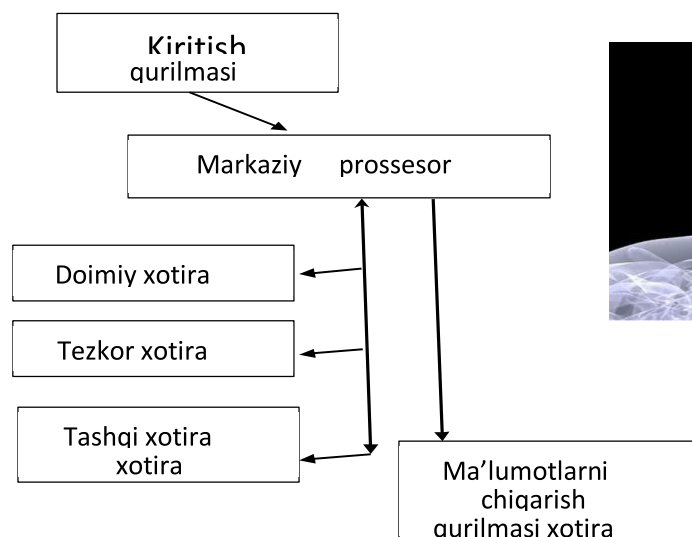 Kiritish
qurilmasi
Markaziy prossesor
Doimiy xotira
Tezkor xotira
Tashqi xotira
xotira
Ma’lumotlarni
chiqarish
qurilmasi xotira